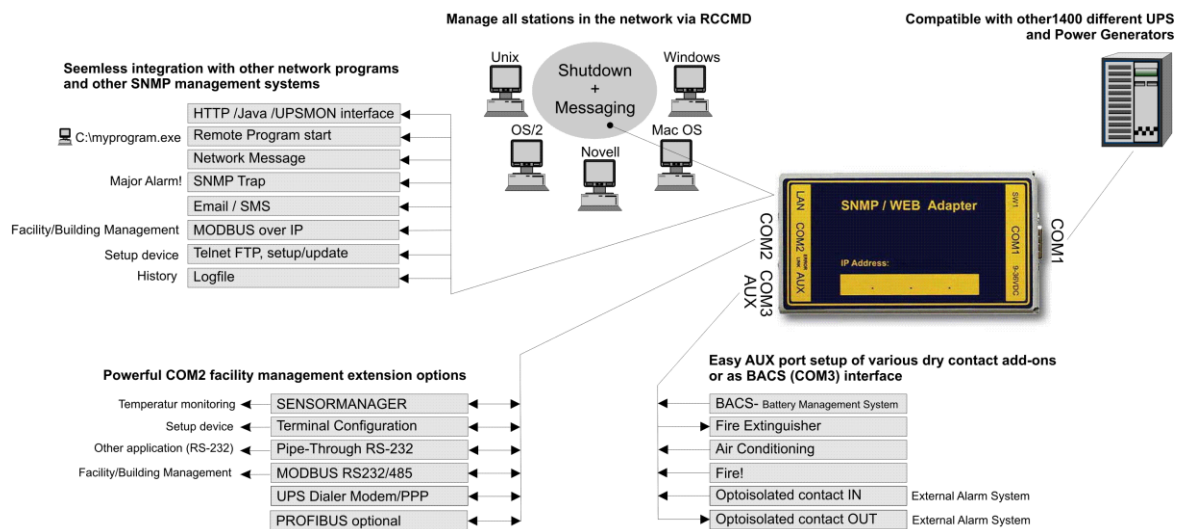 Manage all stations in the network via RCCMD
Compatible with other1400 different UPS
and Power Generators
Unix
Windows
Shutdown
+
Messaging
OS/2
Mac OS
Novell
Seemless integration with other network programs
and other SNMP management systems
HTTP /Java /UPSMON interface
C:\myprogram.exe Remote Program start
Network Message
Major Alarm! SNMP Trap
Email / SMS
Facility/Building Management MODBUS over IP
Setup device Telnet FTP, setup/update
History Logfile
LAN COM2 ERROR LINK AUX
SNMP / WEB Adapter
IP Address:
. . .
SW1 COM1 9-36VDC
COM2
COM3
AUX
COM1
Powerful COM2 facility management extension options
Temperatur monitoring SENSORMANAGER
Setup device Terminal Configuration
Other application (RS-232) Pipe-Through RS-232
Facility/Building Management MODBUS RS232/485
UPS Dialer Modem/PPP
PROFIBUS optional
Easy AUX port setup of various dry contact add-ons
or as BACS (COM3) interface
BACS- Battery Management System
Fire Extinguisher
Air Conditioning
Fire!
Optoisolated contact IN External Alarm System
Optoisolated contact OUT External Alarm System